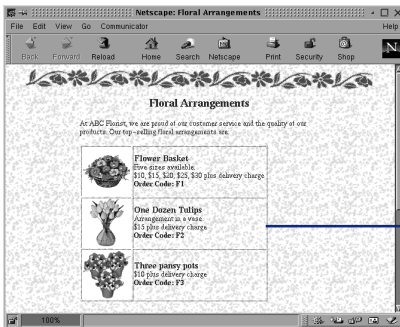 Netscape: Floral Arrangements
File Edit View Go Communicator Help
Back Forward Reload Home Search Netscape Print Security Shop N
Floral Arrangements
At ABC Florist, we are proud of our customer service and the quality of our
products. Our top-selling floral arrangements are:
Flower Basket
Five sizes available.
$10, $15, $20, $25, $30 plus delivery charge
Order Code: F1
One Dozen Tulips
Arrangement in a vase
$15 plus delivery charge
Order Code: F2
Three pansy pots
$10 plus delivery charge
Order Code: F3
100%